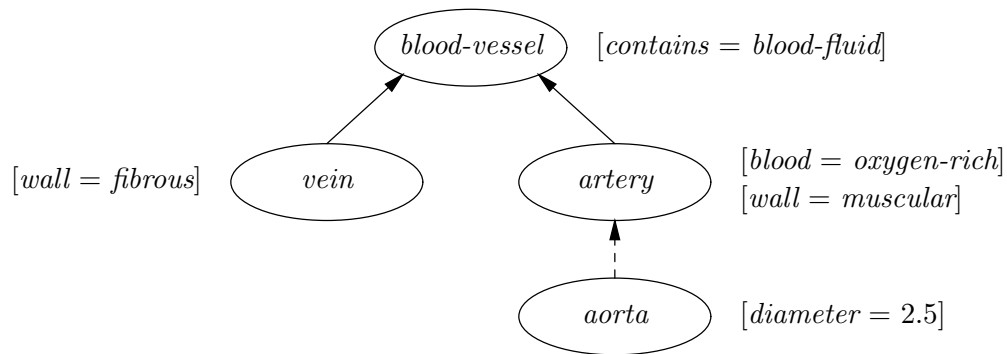 blood-vessel [contains = blood-fluid]
[wall = fibrous] vein artery [blood = oxygen-rich]
[wall = muscular]
aorta [diameter = 2.5]